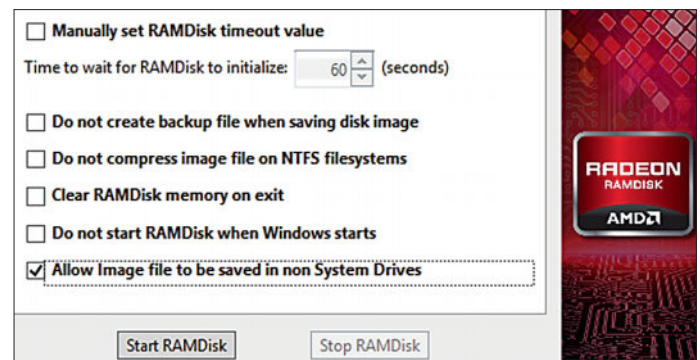 Manually set RAMDisk timeout value
Time to wait for RAMDisk to initialize: 60 (seconds)
Do not create backup file when saving disk image
Do not compress image file on NTFS filesystems
Clear RAMDisk memory on exit
Do not start RAMDisk when Windows starts
Allow Image file to be saved in non System Drives
Start RAMDisk Stop RAMDisk
RADEON
RAMDISK
AMD